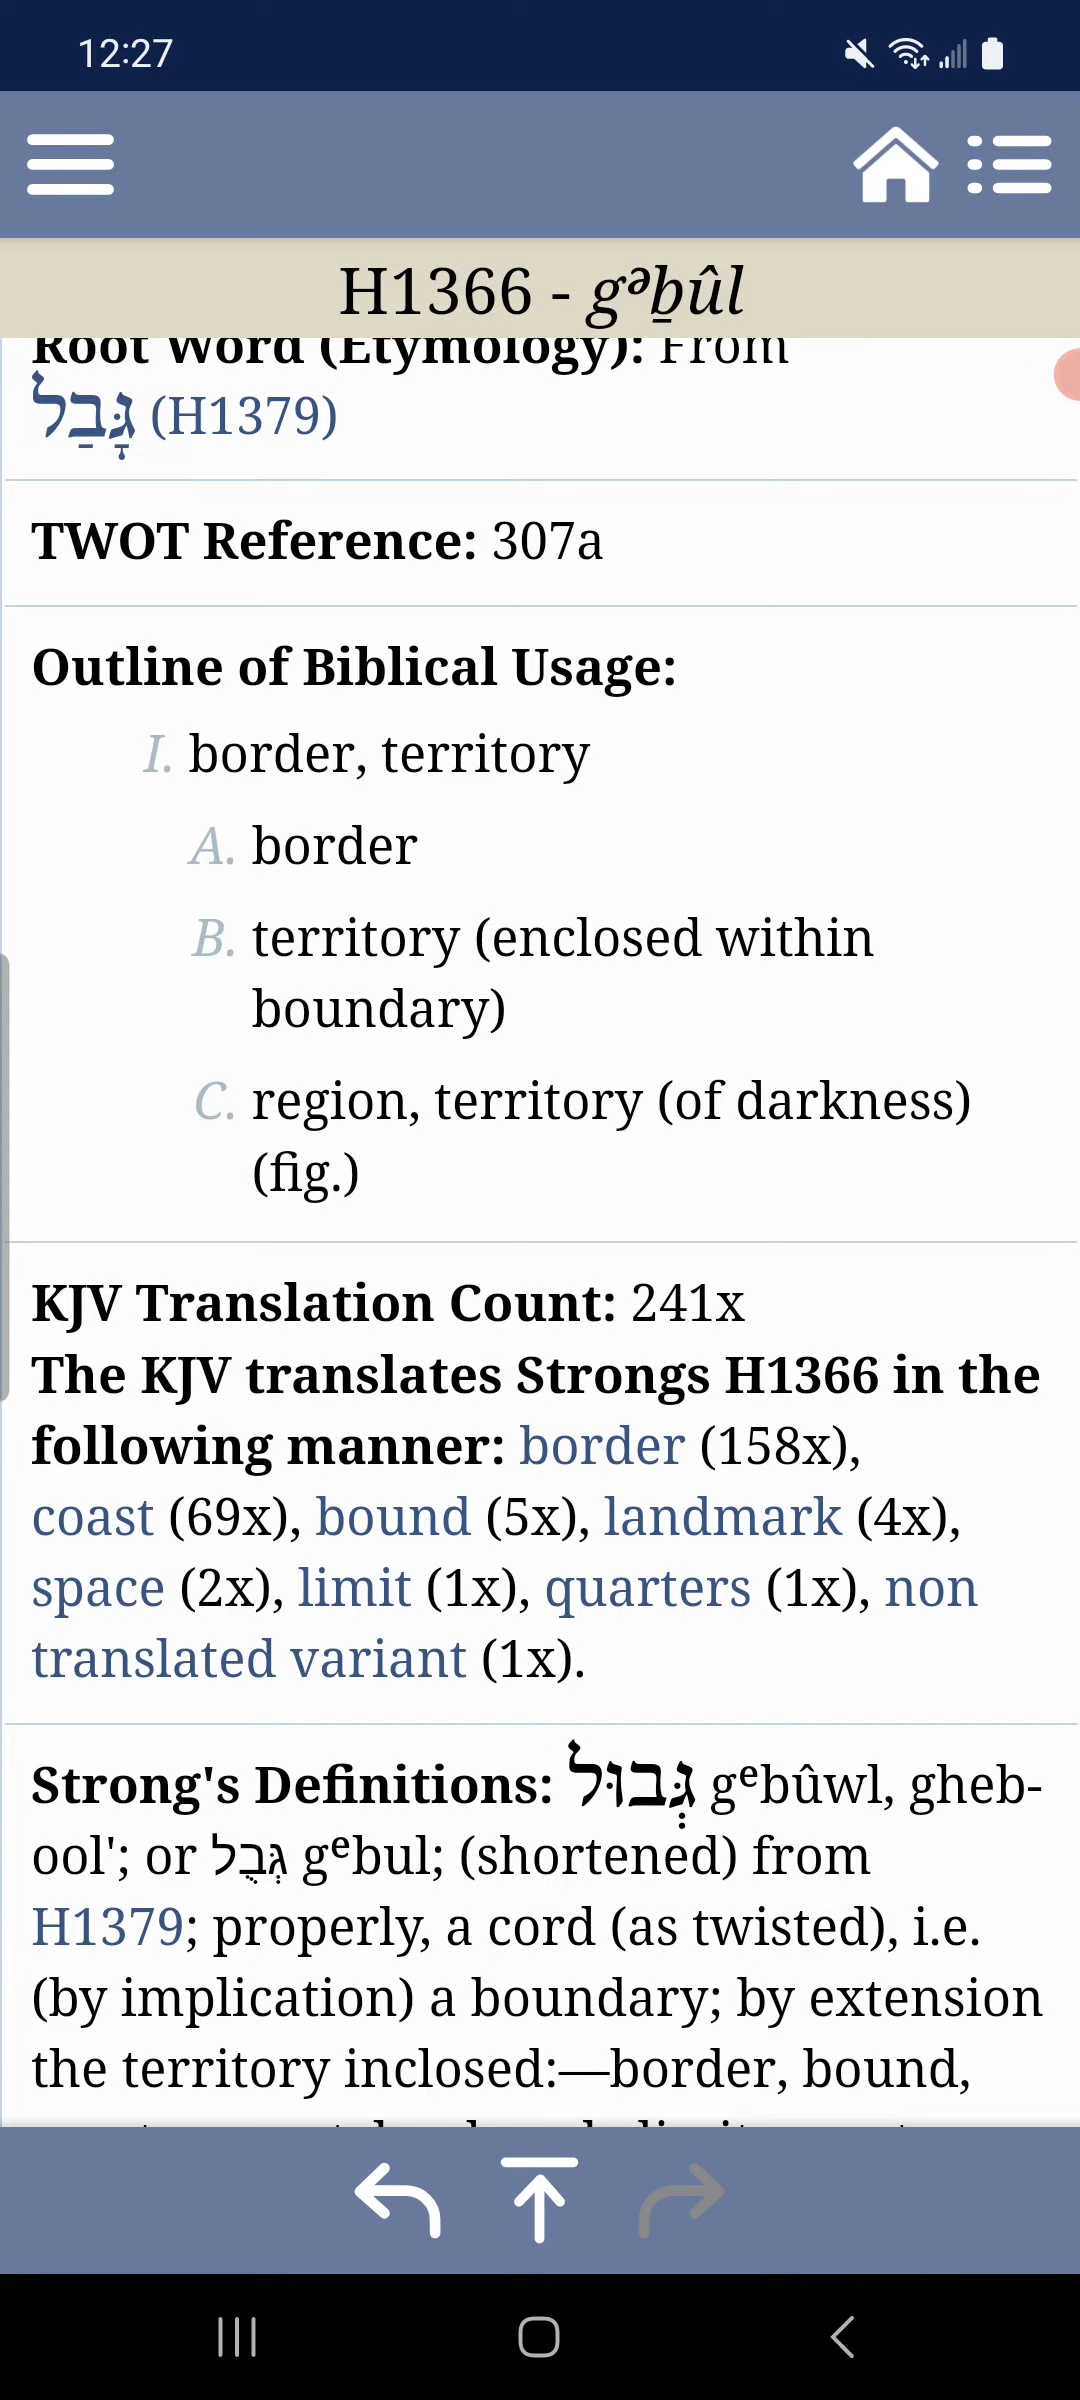 12:27
H1366 - gᵊḇûl
Root Word (Etymology): From
גָּבַל (H1379)
TWOT Reference: 307a
Outline of Biblical Usage:
I. border, territory
A. border
B. territory (enclosed within
boundary)
C. region, territory (of darkness)
(fig.)
KJV Translation Count: 241x
The KJV translates Strongs H1366 in the
following manner: border (158x),
coast (69x), bound (5x), landmark (4x),
space (2x), limit (1x), quarters (1x), non
translated variant (1x).
Strong's Definitions: גְּבוּל gᵉbûwl, gheb-
ool'; or גְּבֻל gᵉbul; (shortened) from
H1379; properly, a cord (as twisted), i.e.
(by implication) a boundary; by extension
the territory inclosed:—border, bound,